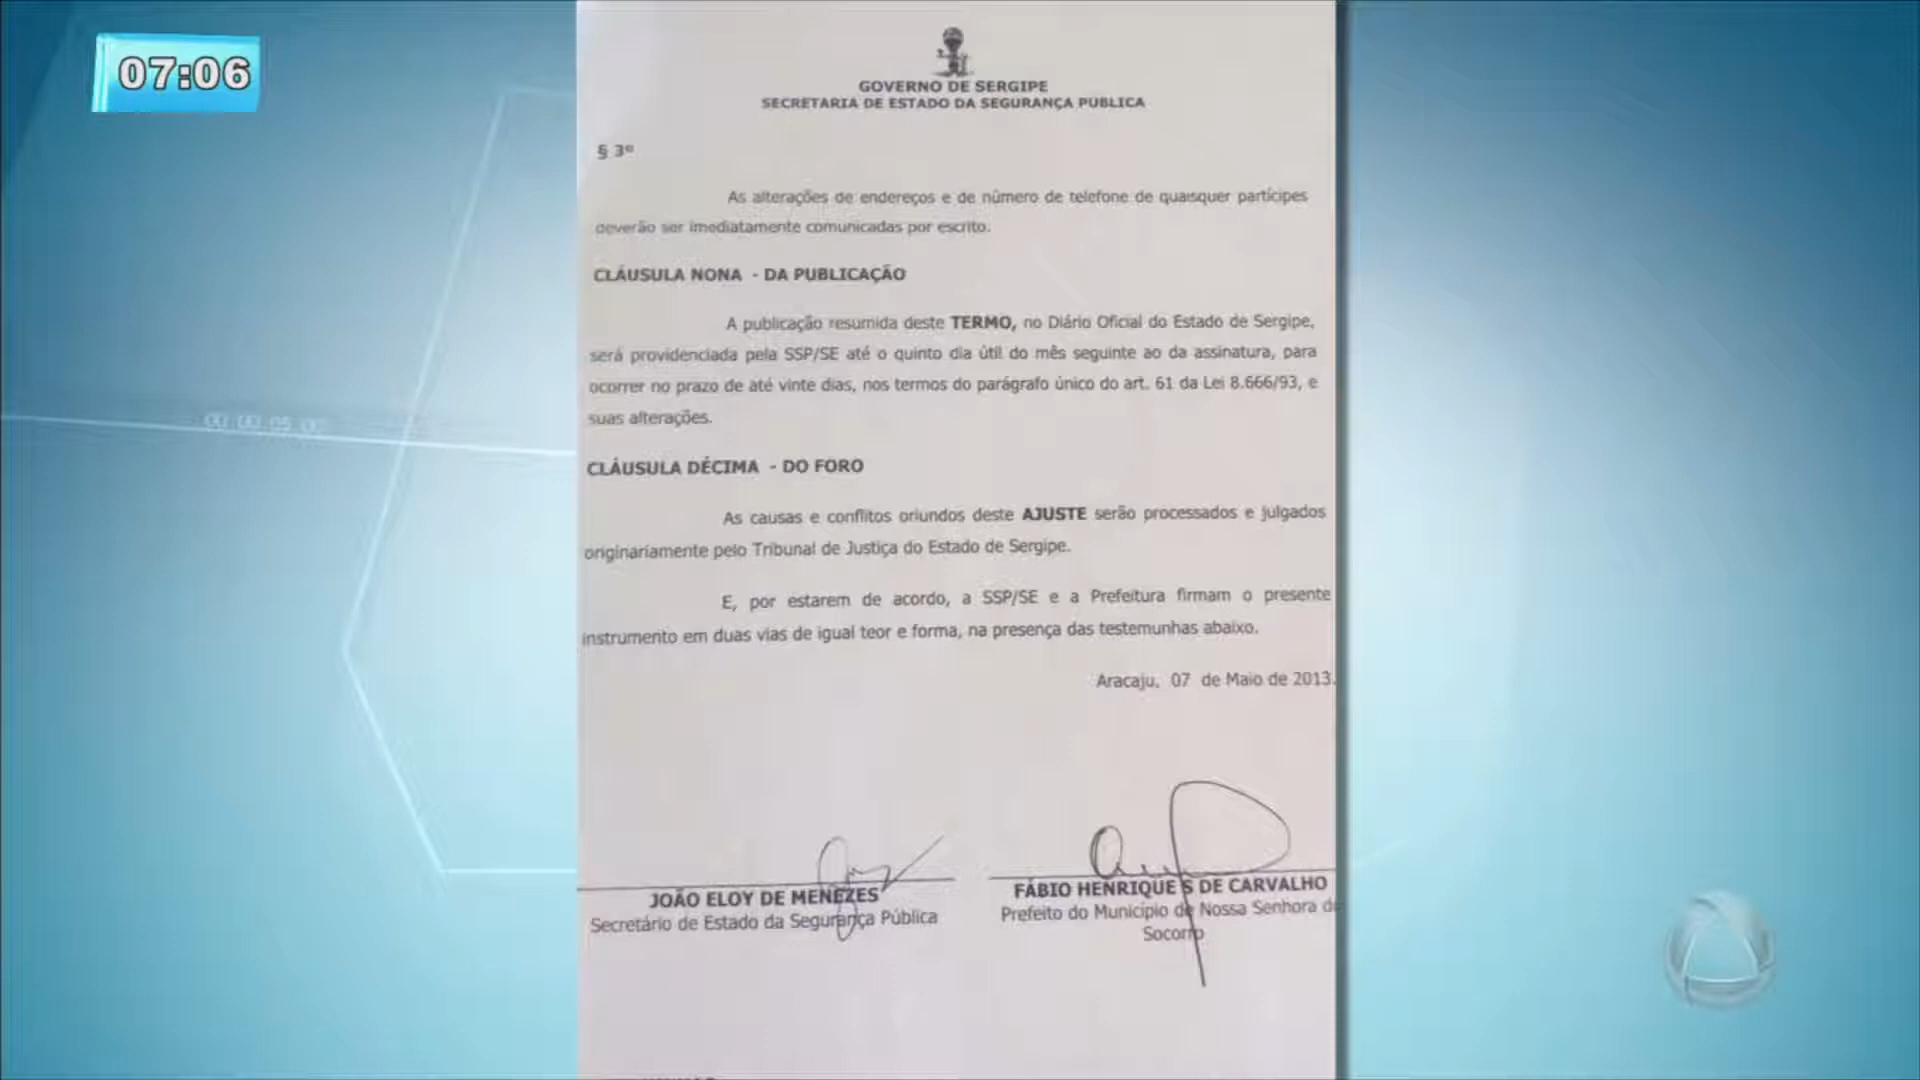 07:06
GOVERNO DE SERGIPE
SECRETARIA DE ESTADO DA SEGURANÇA PÚBLICA
§ 3º
As alterações de endereços e de número de telefone de quaisquer partícipes
deverão ser imediatamente comunicadas por escrito.
CLÁUSULA NONA - DA PUBLICAÇÃO
A publicação resumida deste TERMO, no Diário Oficial do Estado de Sergipe,
será providenciada pela SSP/SE até o quinto dia útil do mês seguinte ao da assinatura, para
ocorrer no prazo de até vinte dias, nos termos do parágrafo único do art. 61 da Lei 8.666/93, e
suas alterações.
CLÁUSULA DÉCIMA - DO FORO
As causas e conflitos oriundos deste AJUSTE serão processados e julgados
originariamente pelo Tribunal de Justiça do Estado de Sergipe.
E, por estarem de acordo, a SSP/SE e a Prefeitura firmam o presente
instrumento em duas vias de igual teor e forma, na presença das testemunhas abaixo.
Aracaju, 07 de Maio de 2013.
JOÃO ELOY DE MENEZES
Secretário de Estado da Segurança Pública
FÁBIO HENRIQUE S DE CARVALHO
Prefeito do Município de Nossa Senhora do
Socorro